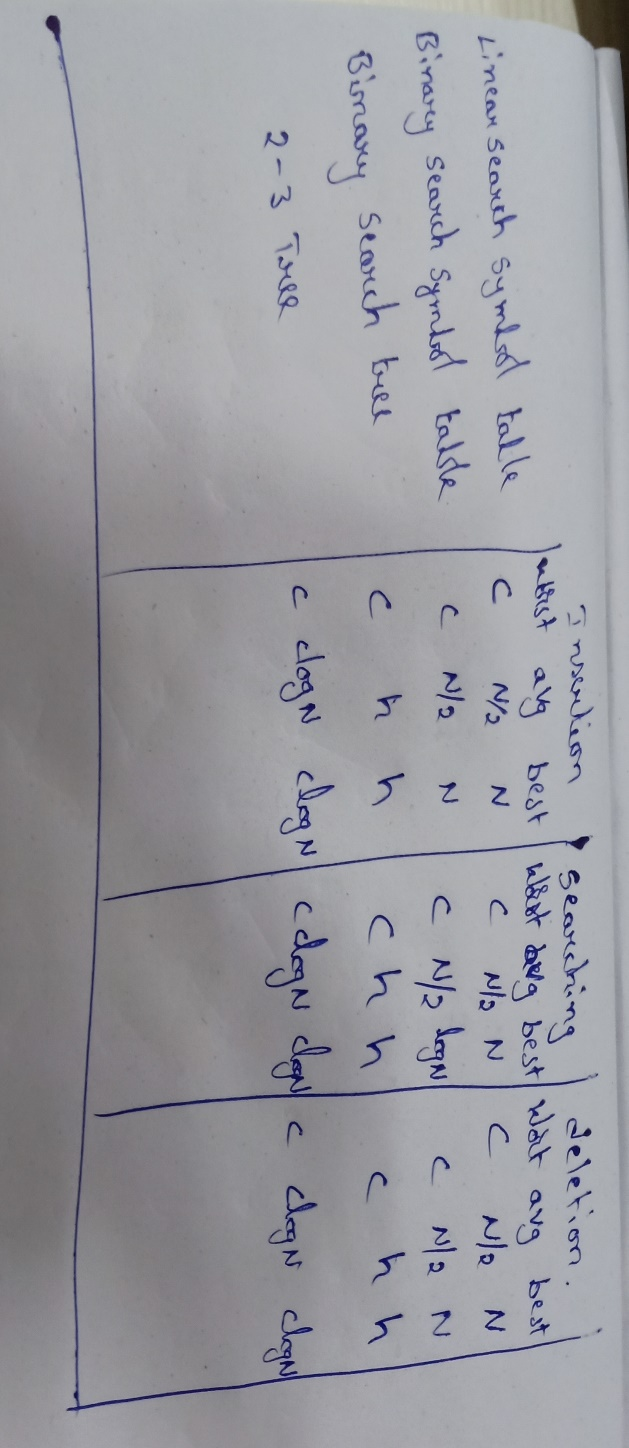 Insertion Searching deletion.
worst avg best worst avg best worst avg best
Linear search symbol table C N/2 N C N/2 N C N/2 N
Binary search symbol table C N/2 N C N/2 logN C N/2 N
Binary search tree C h h C h h C h h
2-3 Tree C clogN clogN C clogN clogN C clogN clogN